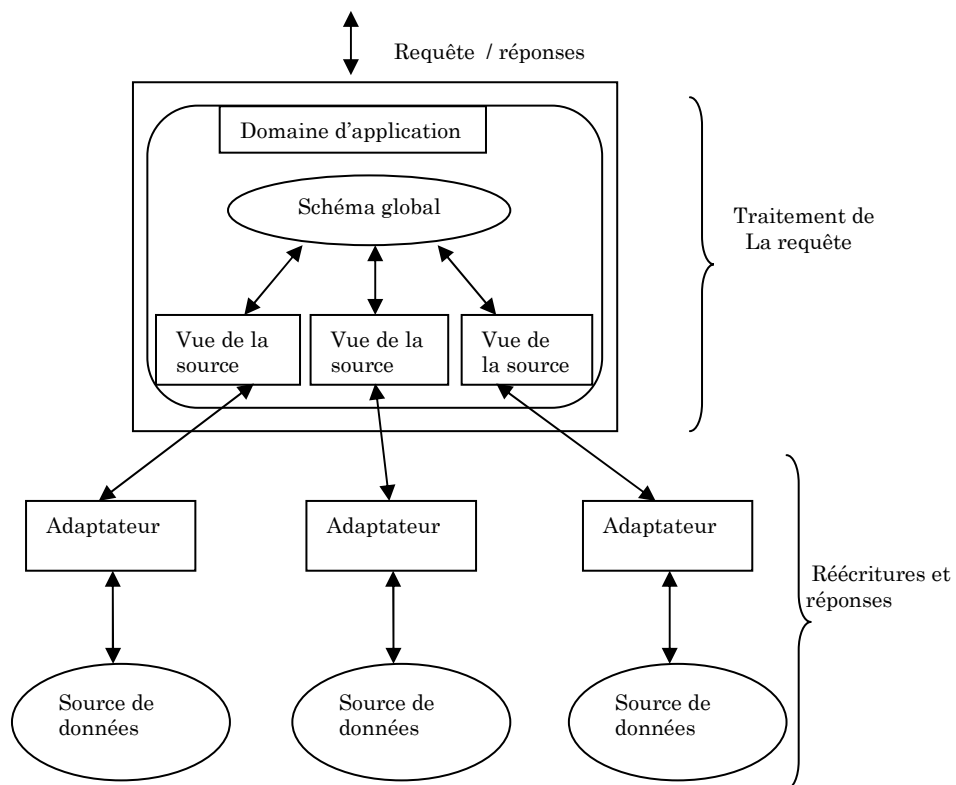 Requête / réponses
Domaine d'application
Schéma global
Traitement de
La requête
Vue de la
source
Vue de la
source
Vue de
la source
Adaptateur
Adaptateur
Adaptateur
Réécritures et
réponses
Source de
données
Source de
données
Source de
données